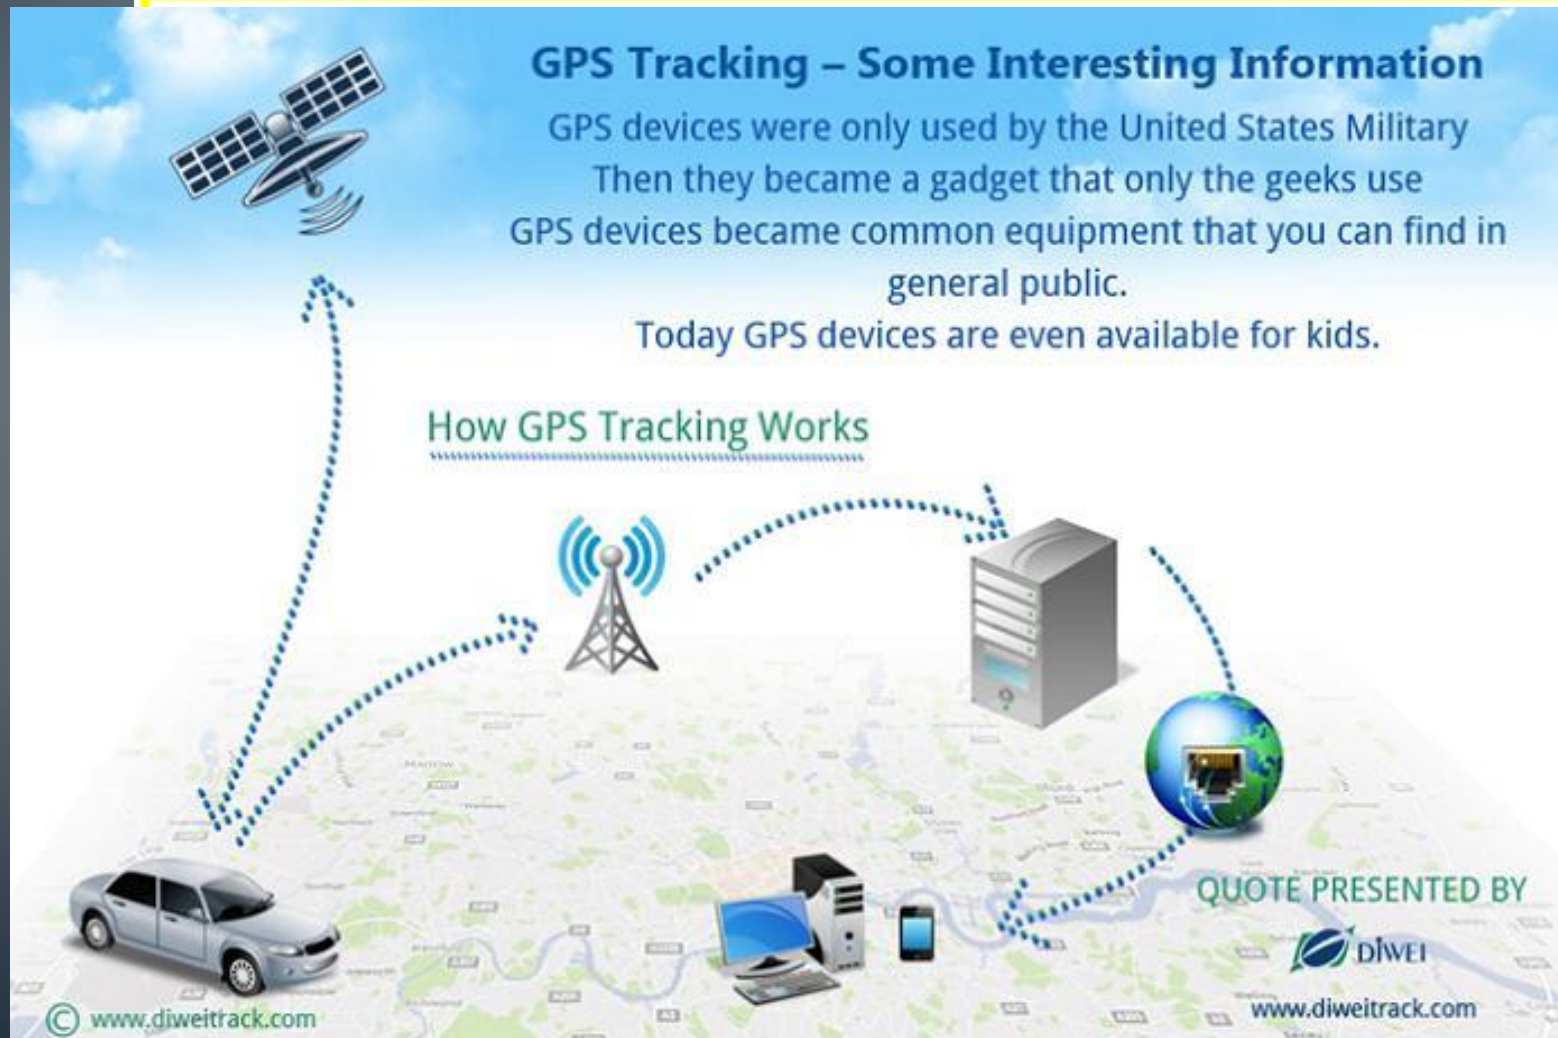 GPS Tracking – Some Interesting Information
GPS devices were only used by the United States Military
Then they became a gadget that only the geeks use
GPS devices became common equipment that you can find in
general public.
Today GPS devices are even available for kids.
How GPS Tracking Works
QUOTE PRESENTED BY
DIWEI
www.diweitrack.com
© www.diweitrack.com